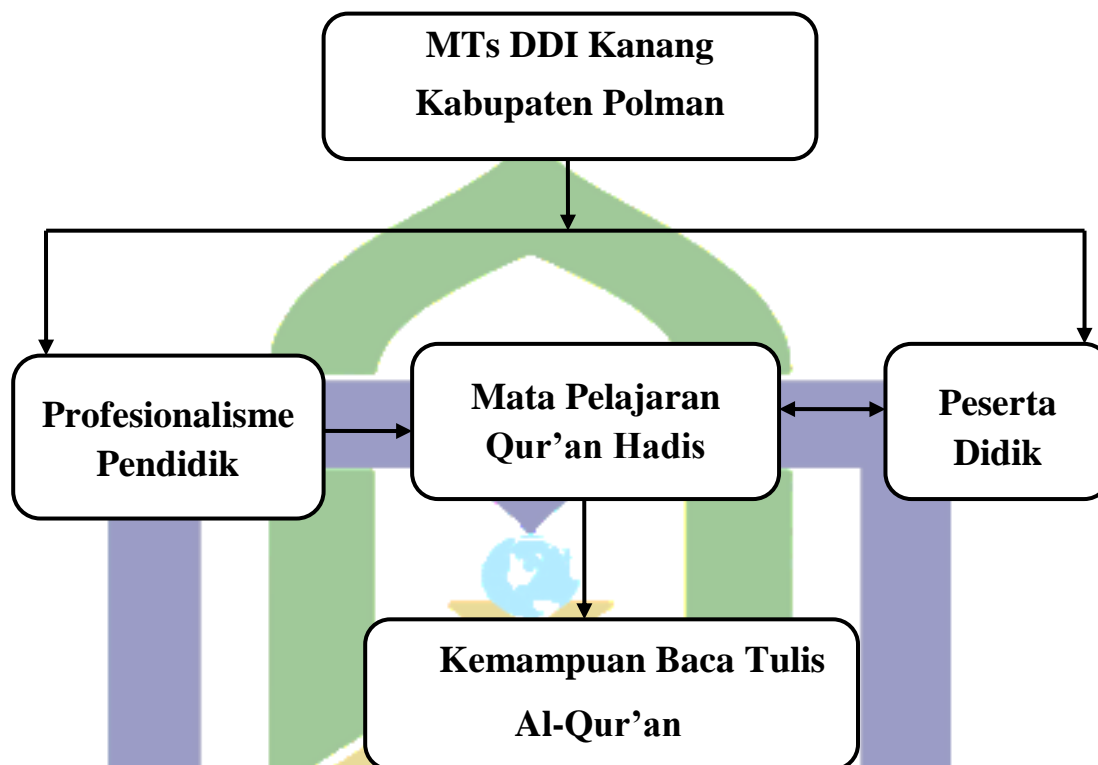 MTs DDI Kanang
Kabupaten Polman
Profesionalisme
Pendidik
Mata Pelajaran
Qur’an Hadis
Peserta
Didik
Kemampuan Baca Tulis
Al-Qur’an